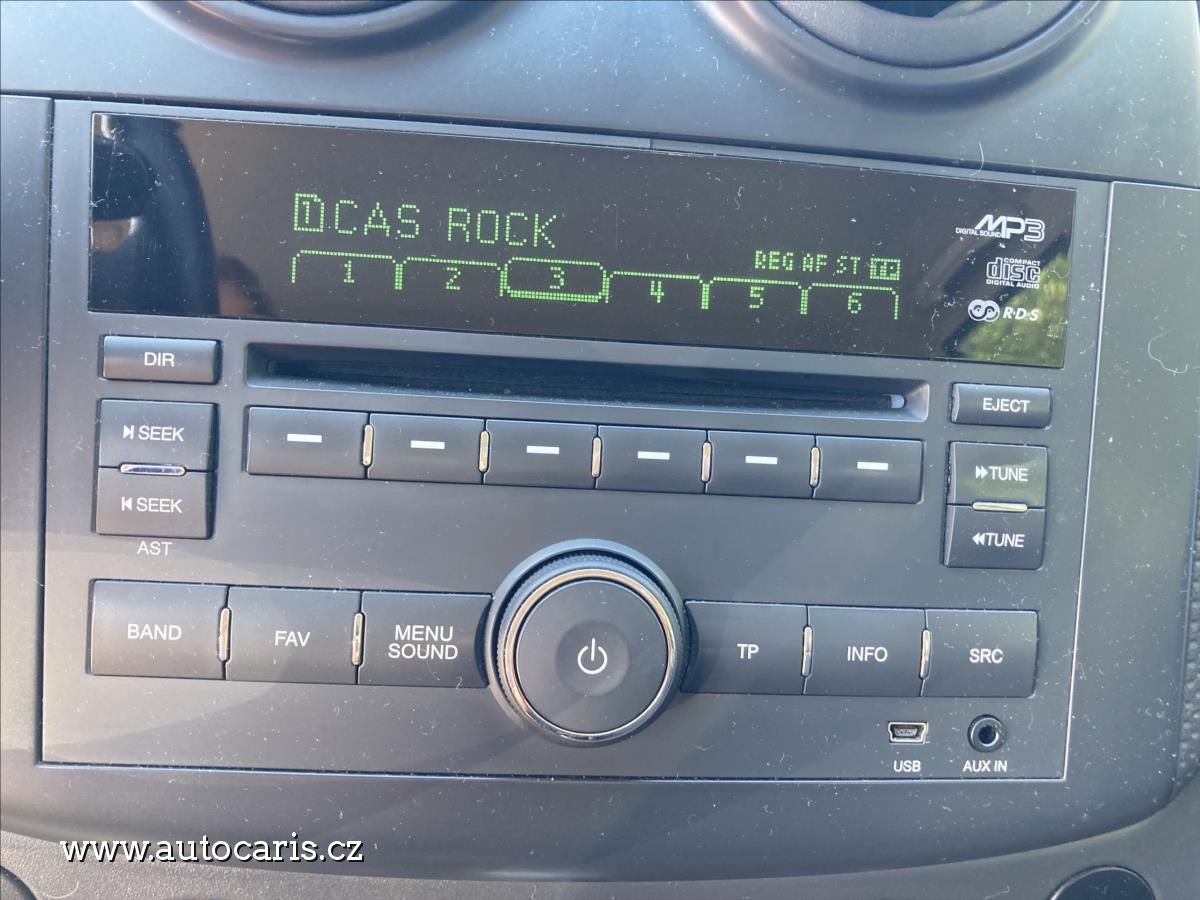 1CAS ROCK
REG AF ST TP
1 2 3 4 5 6
MP3
DIGITAL SOUND
COMPACT
disc
DIGITAL AUDIO
R·D·S
DIR
EJECT
SEEK
TUNE
SEEK
TUNE
AST
BAND
FAV
MENU
SOUND
TP
INFO
SRC
USB
AUX IN
www.autocaris.cz